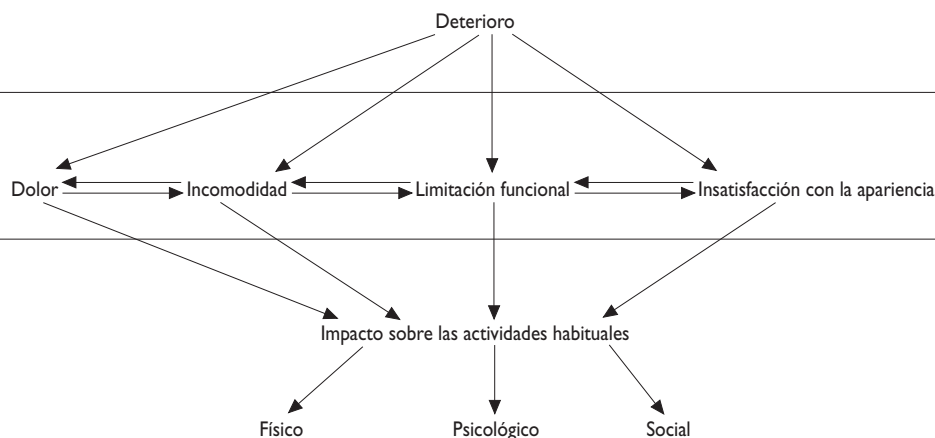 Deterioro
Dolor Incomodidad Limitación funcional Insatisfacción con la apariencia
Impacto sobre las actividades habituales
Físico Psicológico Social